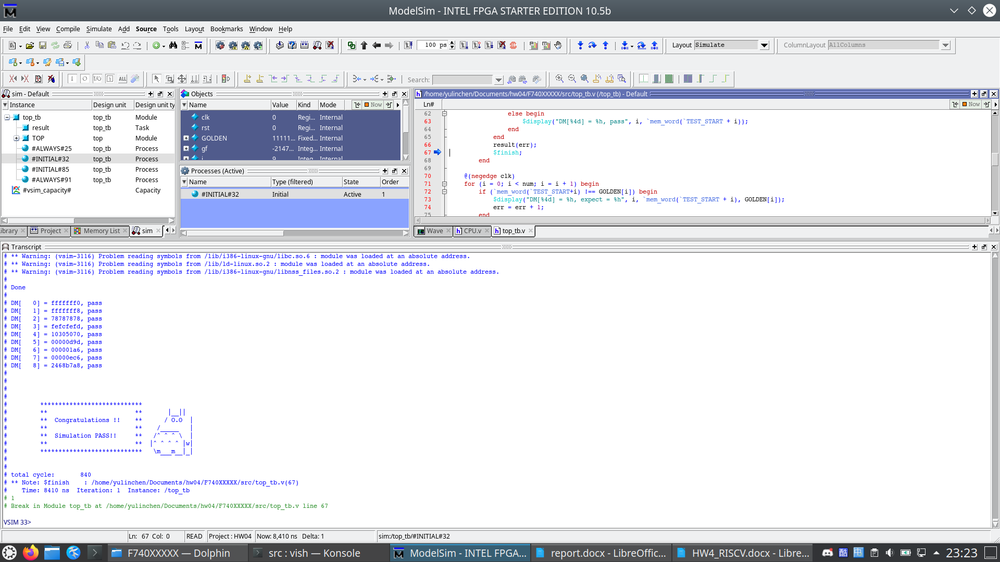 ModelSim - INTEL FPGA STARTER EDITION 10.5b
File Edit View Compile Simulate Add Source Tools Layout Bookmarks Window Help
100 ps
Layout Simulate
ColumnLayout AllColumns
Search:
sim - Default
Instance Design unit Design unit ty
top_tb top_tb Module
result top_tb Task
TOP top Module
#ALWAYS#25 top_tb Process
#INITIAL#32 top_tb Process
#INITIAL#85 top_tb Process
#ALWAYS#91 top_tb Process
#vsim_capacity# Capacity
ibrary Project Memory List sim
Objects
Name Value Kind Mode Now
clk 0 Regi... Internal
rst 0 Regi... Internal
GOLDEN 11111... Fixed... Internal
gf -2147... Integ... Internal
i 9 Integ... Internal
Processes (Active)
Name Type (filtered) State Order
#INITIAL#32 Initial Active 1
/home/yulinchen/Documents/hw04/F740XXXXX/src/top_tb.v (/top_tb) - Default
Ln# Now
62 else begin
63 $display("DM[%4d] = %h, pass", i, `mem_word(`TEST_START + i));
64 end
65 end
66 result(err);
67 $finish;
68 end
69
70 @(negedge clk)
71 for (i = 0; i < num; i = i + 1) begin
72 if (`mem_word(`TEST_START+i) !== GOLDEN[i]) begin
73 $display("DM[%4d] = %h, expect = %h", i, `mem_word(`TEST_START + i), GOLDEN[i]);
74 err = err + 1;
75 end
Wave CPU.v top_tb.v
Transcript
# ** Warning: (vsim-3116) Problem reading symbols from /lib/i386-linux-gnu/libc.so.6 : module was loaded at an absolute address.
# ** Warning: (vsim-3116) Problem reading symbols from /lib/ld-linux.so.2 : module was loaded at an absolute address.
# ** Warning: (vsim-3116) Problem reading symbols from /lib/i386-linux-gnu/libnss_files.so.2 : module was loaded at an absolute address.
#
# Done
#
# DM[   0] = fffffff0, pass
# DM[   1] = fffffff8, pass
# DM[   2] = 78787878, pass
# DM[   3] = fefcfefd, pass
# DM[   4] = 10305070, pass
# DM[   5] = 00000d9d, pass
# DM[   6] = 000001a6, pass
# DM[   7] = 00000ec6, pass
# DM[   8] = 2468b7a8, pass
#
#
#
#
#         ****************************
#         **                        **       |__||
#         **  Congratulations !!    **      / O.O  |
#         **                        **    /_____   |
#         **  Simulation PASS!!     **   /^ ^ ^ \  |
#         **                        **  |^ ^ ^ ^ |w|
#         ****************************   \m___m__|_|
#
#
# total cycle:       840
# ** Note: $finish    : /home/yulinchen/Documents/hw04/F740XXXXX/src/top_tb.v(67)
#    Time: 8410 ns  Iteration: 1  Instance: /top_tb
# 1
# Break in Module top_tb at /home/yulinchen/Documents/hw04/F740XXXXX/src/top_tb.v line 67
VSIM 33>
Ln: 67 Col: 0 READ Project : HW04 Now: 8,410 ns Delta: 1 sim:/top_tb/#INITIAL#32
F740XXXXX — Dolphin src : vish — Konsole ModelSim - INTEL FPGA... report.docx - LibreOffic... HW4_RISCV.docx - Libre... 酷 23:23